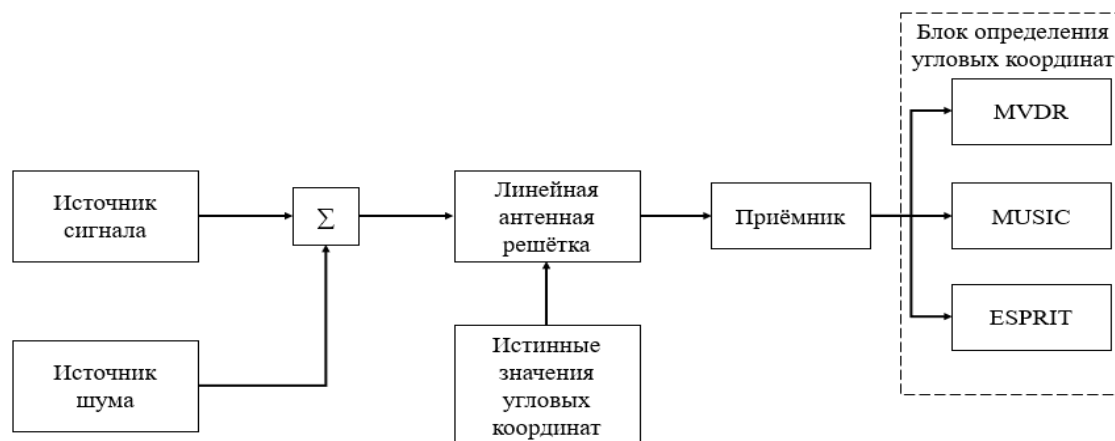 Блок определения
угловых координат
MVDR
Источник
сигнала
∑
Линейная
антенная
решётка
Приёмник
MUSIC
Источник
шума
Истинные
значения
угловых
координат
ESPRIT